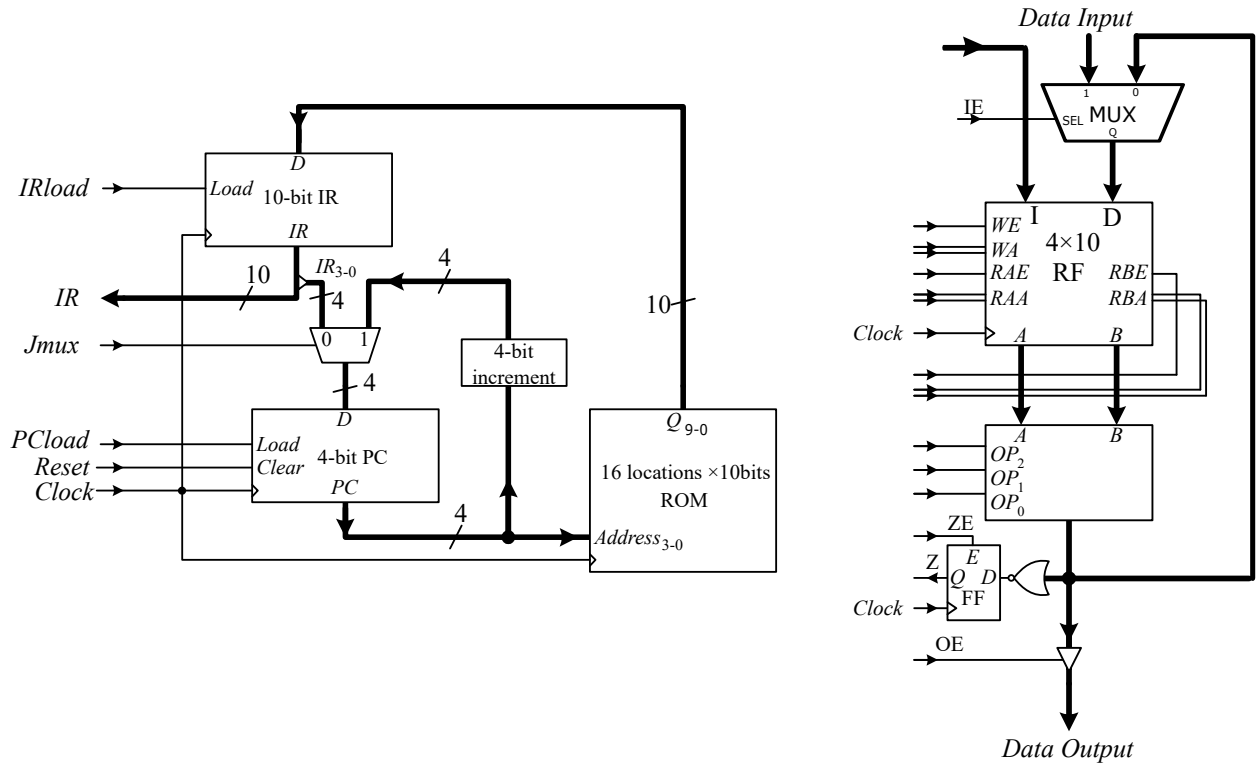 D
IRload
Load
10-bit IR
IR
IR3-0
4
10
4
IR
10
0
1
Jmux
4-bit
increment
4
D
Q 9-0
PCload
Load
4-bit PC
Reset
Clear
Clock
PC
16 locations ×10bits
ROM
4
Address3-0
Data Input
1
0
IE
SEL
MUX
Q
I
D
WE
4×10
WA
RF
RAE
RBE
RAA
RBA
Clock
A
B
A
B
OP2
OP1
OP0
ZE
E
Z
Q
D
FF
Clock
OE
Data Output